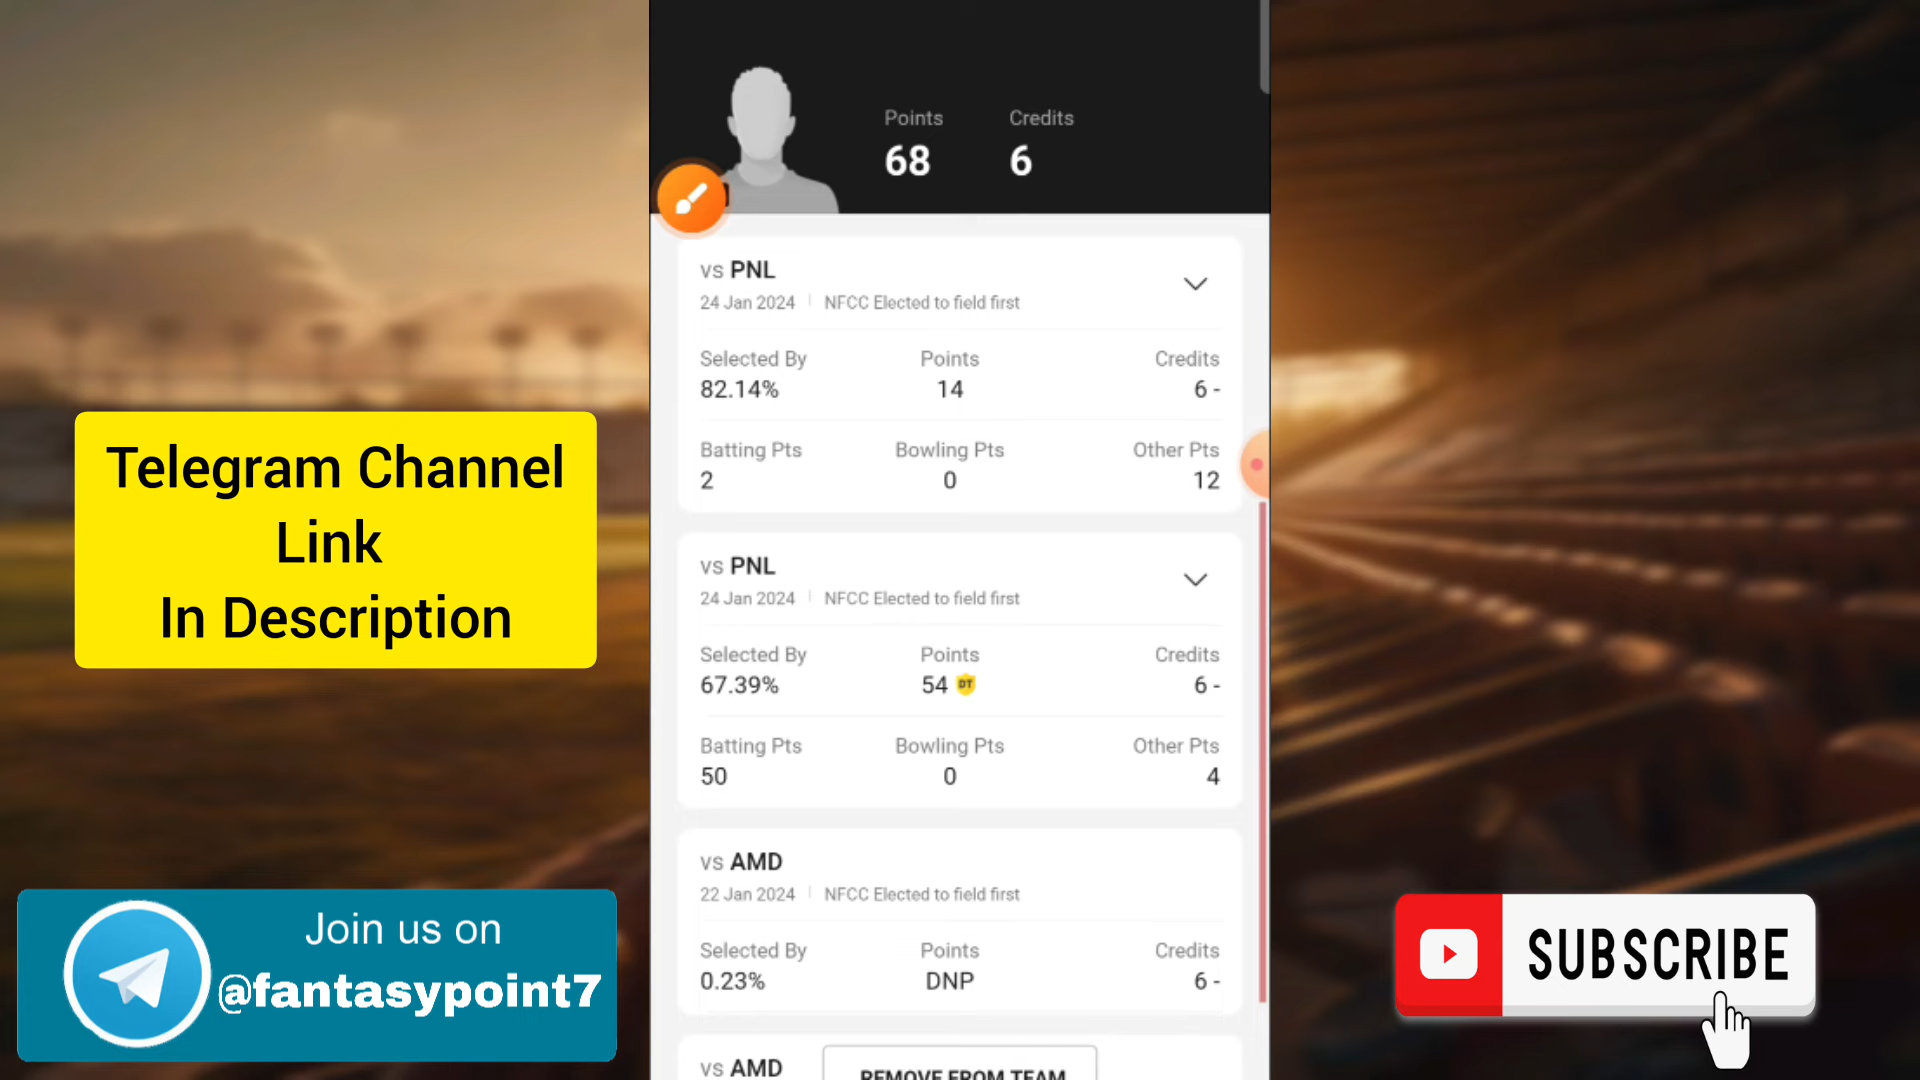 Points Credits
68 6
vs PNL
24 Jan 2024 NFCC Elected to field first
Selected By Points Credits
82.14% 14 6 -
Batting Pts Bowling Pts Other Pts
2 0 12
vs PNL
24 Jan 2024 NFCC Elected to field first
Selected By Points Credits
67.39% 54 DT 6 -
Batting Pts Bowling Pts Other Pts
50 0 4
vs AMD
22 Jan 2024 NFCC Elected to field first
Selected By Points Credits
0.23% DNP 6 -
vs AMD
REMOVE FROM TEAM
Telegram Channel
Link
In Description
Join us on
@fantasypoint7
SUBSCRIBE